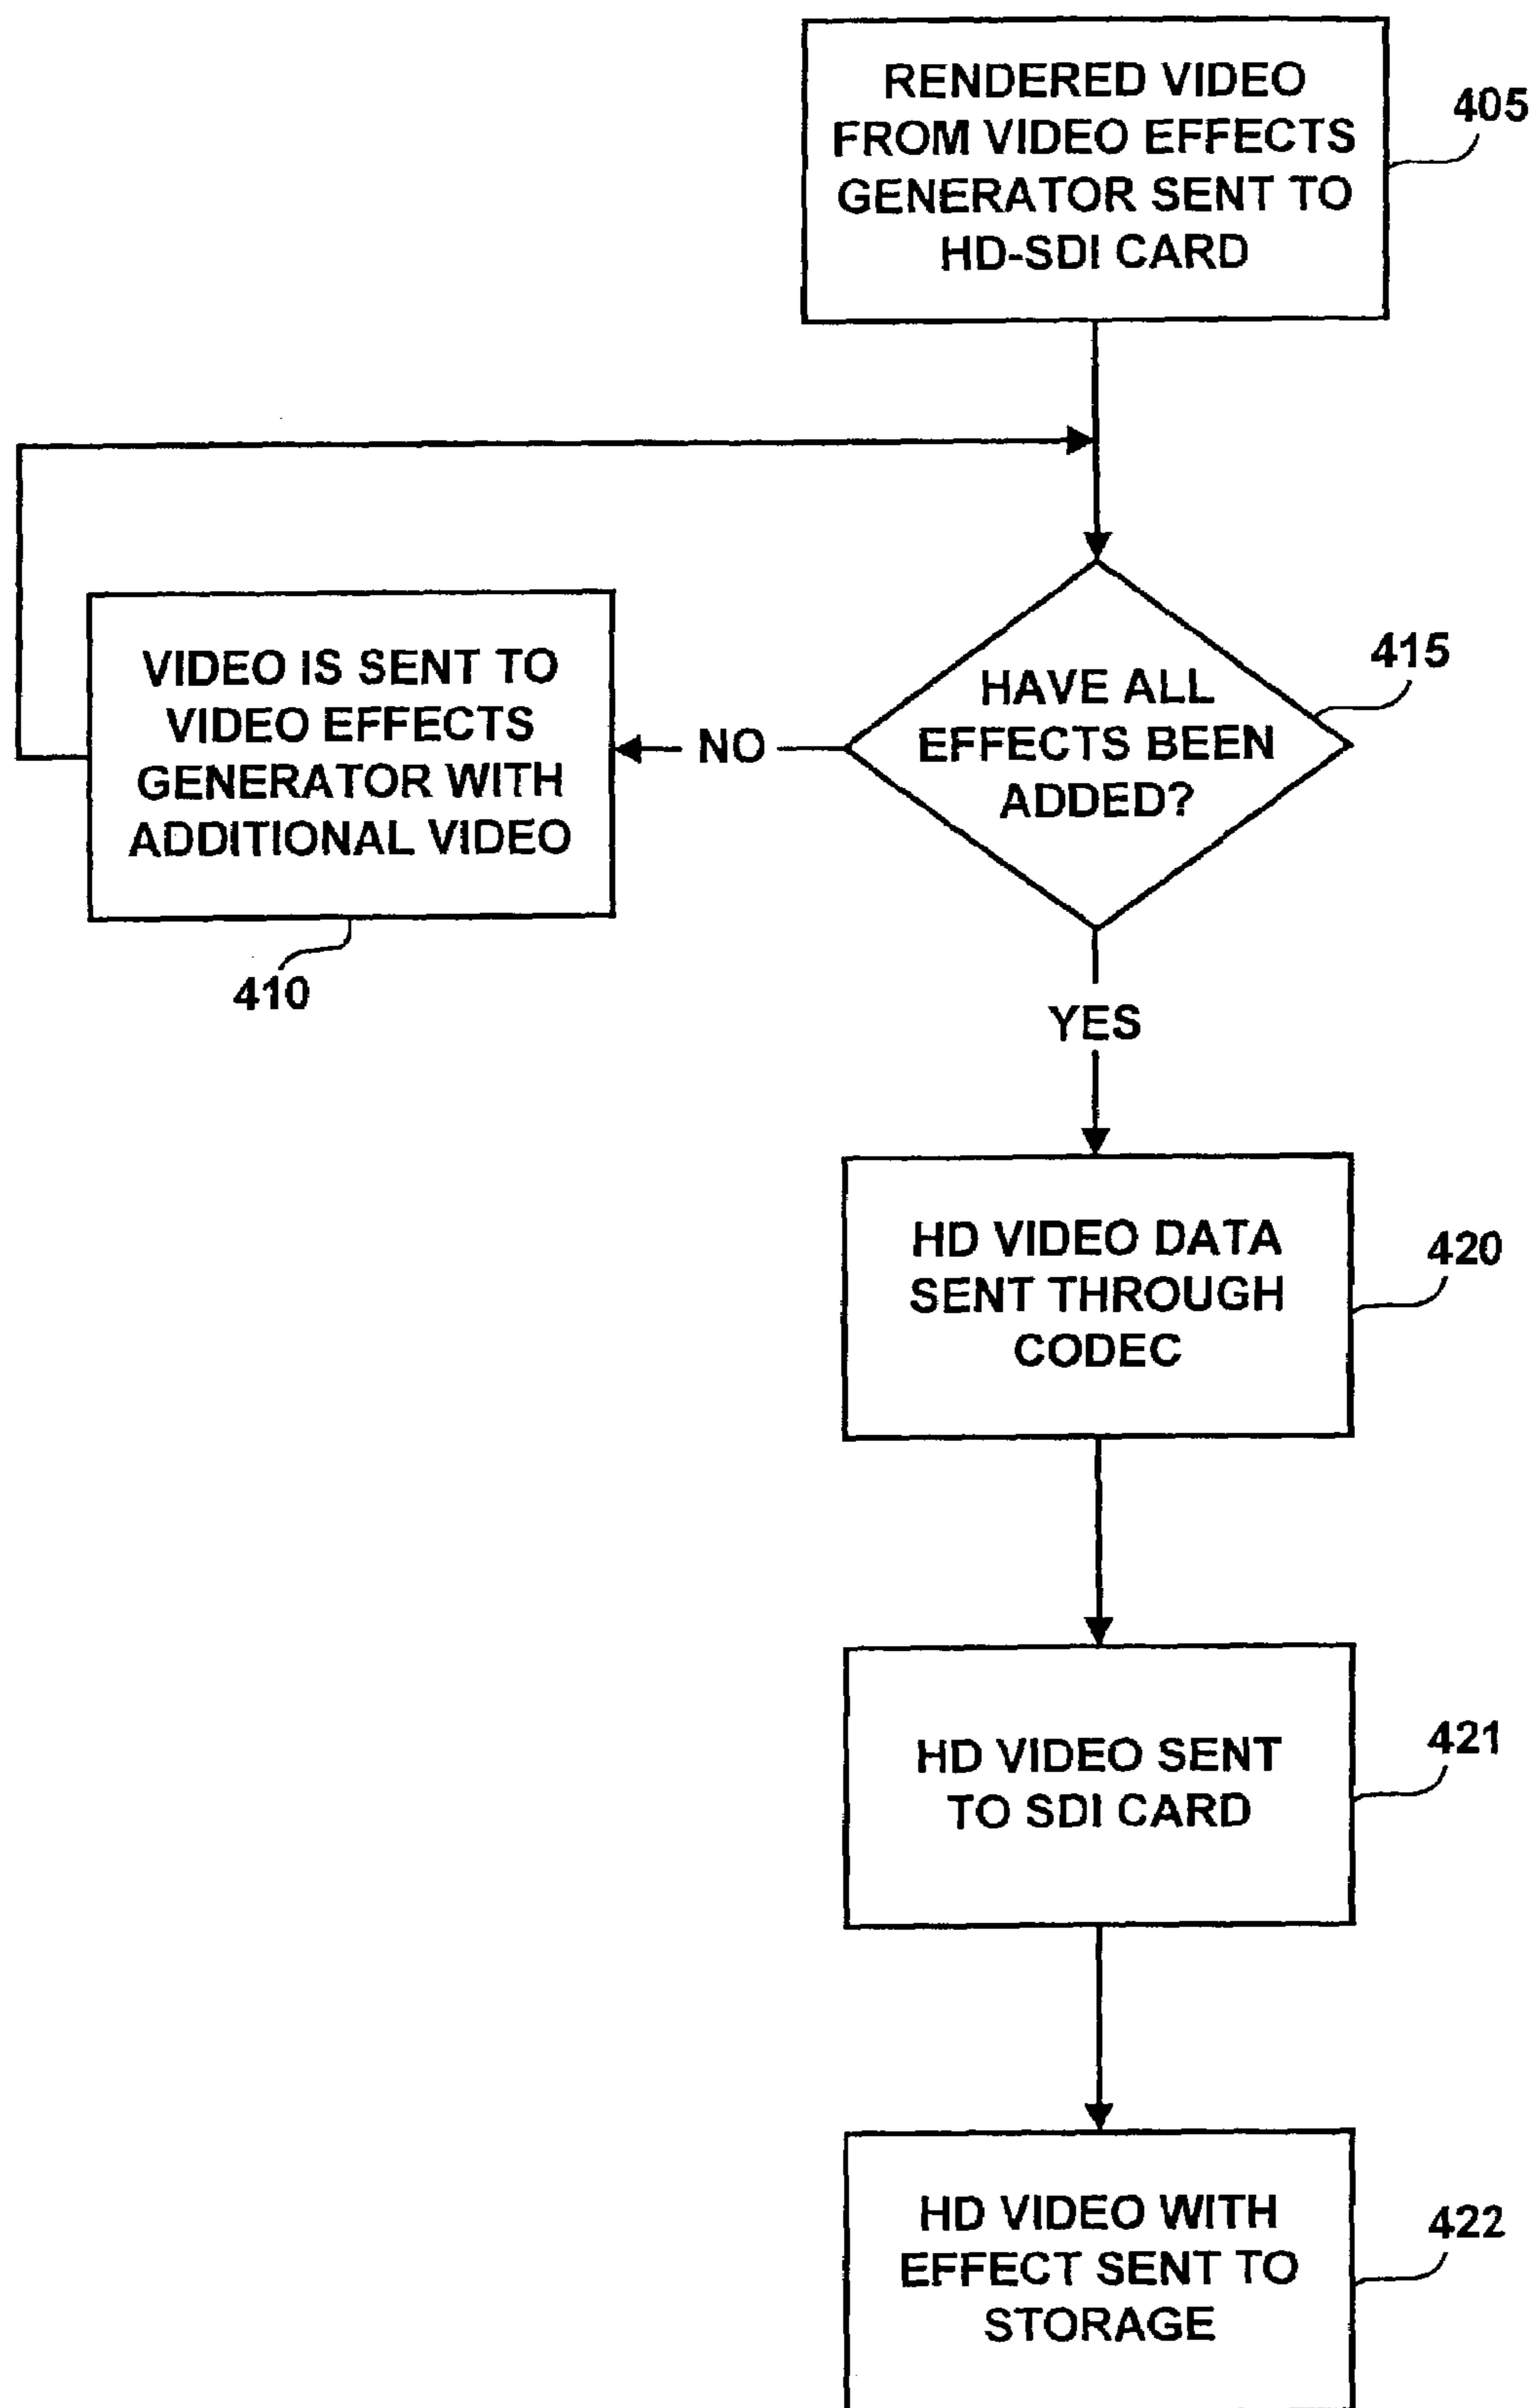 RENDERED VIDEO
FROM VIDEO EFFECTS
GENERATOR SENT TO
HD-SDI CARD
405
VIDEO IS SENT TO
VIDEO EFFECTS
GENERATOR WITH
ADDITIONAL VIDEO
410
NO
HAVE ALL
EFFECTS BEEN
ADDED?
415
YES
HD VIDEO DATA
SENT THROUGH
CODEC
420
HD VIDEO SENT
TO SDI CARD
421
HD VIDEO WITH
EFFECT SENT TO
STORAGE
422